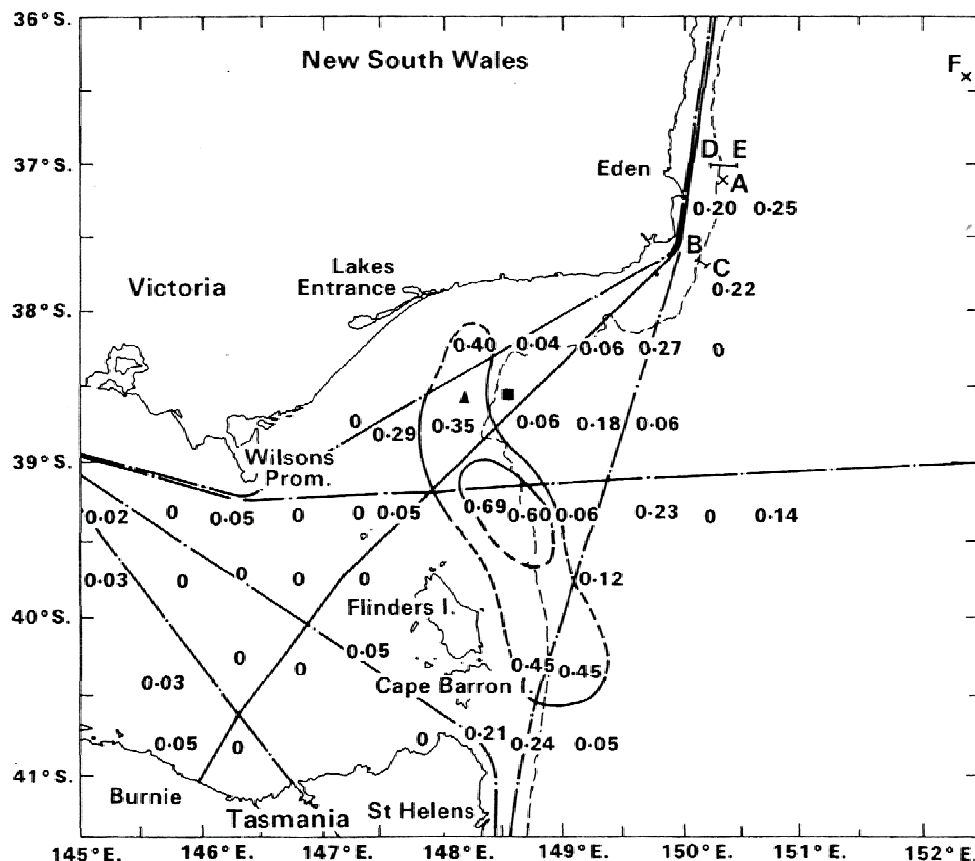 36° S.
New South Wales
F
37° S.
Eden
D E
A
0·20 0·25
B
C
Lakes
Entrance
Victoria
0·22
38° S.
0·40 0·04 0·06 0·27 0
0
0·29 0·35 0·06 0·18 0·06
39° S.
Wilsons
Prom.
0·02 0 0·05 0 0 0·05 0·69 0·60 0·06 0·23 0 0·14
0·03 0 0 0 0 0·12
40° S.
Flinders I.
0·05
0 0 0·45 0·45
0·03
Cape Barron I.
0·05 0 0 0·21 0·24 0·05
41° S.
Burnie
Tasmania
St Helens
145° E. 146° E. 147° E. 148° E. 149° E. 150° E. 151° E. 152° E.